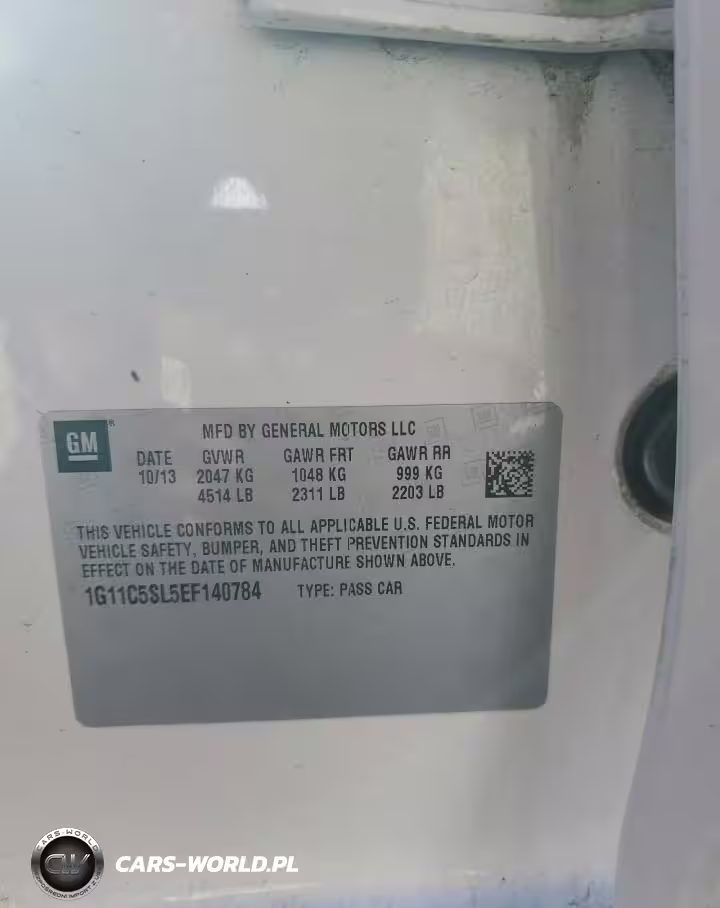 GM
MFD BY GENERAL MOTORS LLC
DATE GVWR GAWR FRT GAWR RR
10/13 2047 KG 1048 KG 999 KG
4514 LB 2311 LB 2203 LB
THIS VEHICLE CONFORMS TO ALL APPLICABLE U.S. FEDERAL MOTOR
VEHICLE SAFETY, BUMPER, AND THEFT PREVENTION STANDARDS IN
EFFECT ON THE DATE OF MANUFACTURE SHOWN ABOVE.
1G11C5SL5EF140784 TYPE: PASS CAR
CARS-WORLD
CW
CARS-WORLD.PL